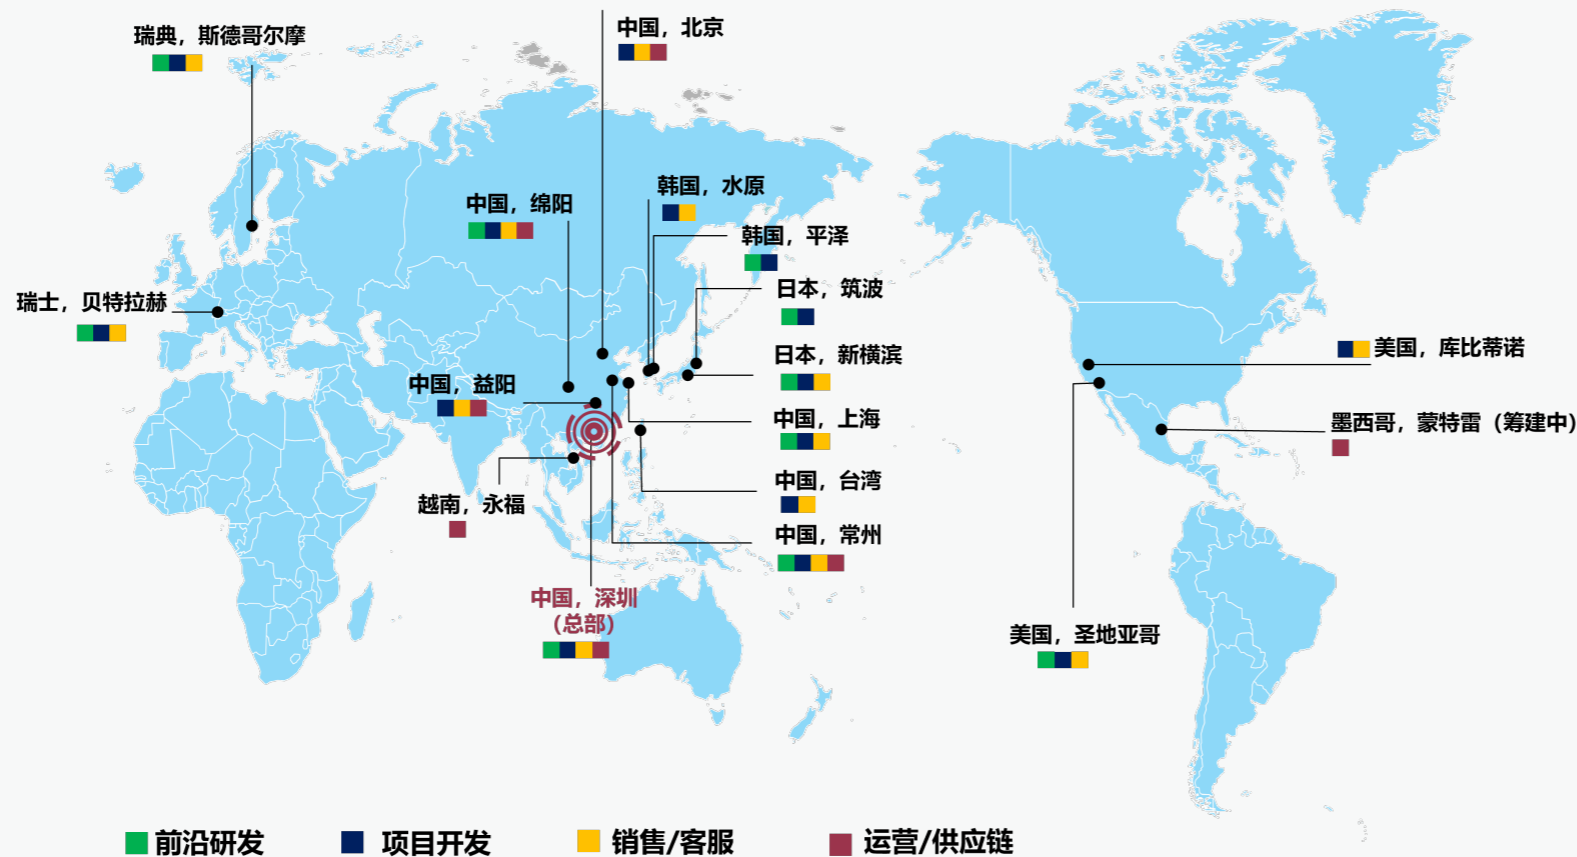 瑞典，斯德哥尔摩
中国，北京
中国，绵阳
韩国，水原
韩国，平泽
日本，筑波
瑞士，贝特拉赫
日本，新横滨
美国，库比蒂诺
中国，益阳
中国，上海
墨西哥，蒙特雷（筹建中）
中国，台湾
越南，永福
中国，常州
中国，深圳
（总部）
美国，圣地亚哥
前沿研发
项目开发
销售/客服
运营/供应链